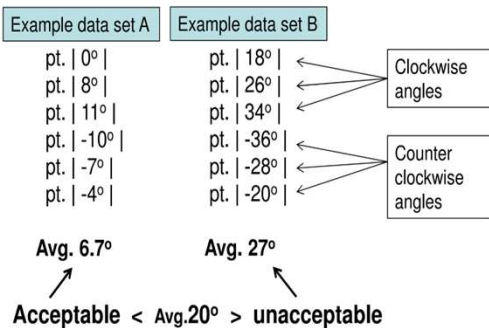 Example data set A
Example data set B
pt. | 0º |
pt. | 18º |
pt. | 8º |
pt. | 26º |
pt. | 11º |
pt. | 34º |
pt. | -10º |
pt. | -36º |
pt. | -7º |
pt. | -28º |
pt. | -4º |
pt. | -20º |
Clockwise
angles
Counter
clockwise
angles
Avg. 6.7º
Avg. 27º
Acceptable < Avg.20º > unacceptable